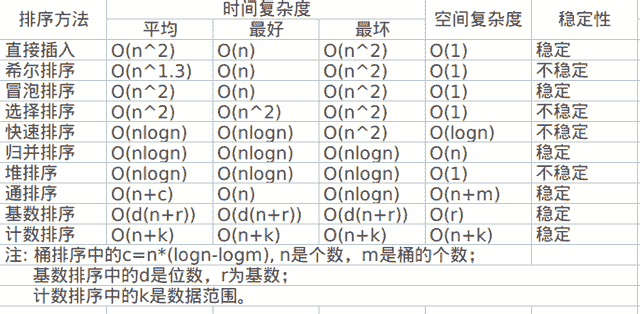 排序方法 时间复杂度 空间复杂度 稳定性
平均 最好 最坏
直接插入 O(n^2) O(n) O(n^2) O(1) 稳定
希尔排序 O(n^1.3) O(n) O(n^2) O(1) 不稳定
冒泡排序 O(n^2) O(n) O(n^2) O(1) 稳定
选择排序 O(n^2) O(n^2) O(n^2) O(1) 不稳定
快速排序 O(nlogn) O(nlogn) O(n^2) O(logn) 不稳定
归并排序 O(nlogn) O(nlogn) O(nlogn) O(n) 稳定
堆排序 O(nlogn) O(nlogn) O(nlogn) O(1) 不稳定
通排序 O(n+c) O(n) O(nlogn) O(n+m) 稳定
基数排序 O(d(n+r)) O(d(n+r)) O(d(n+r)) O(r) 稳定
计数排序 O(n+k) O(n+k) O(n+k) O(n+k) 稳定
注: 桶排序中的c=n*(logn-logm), n是个数，m是桶的个数；
基数排序中的d是位数，r为基数；
计数排序中的k是数据范围。